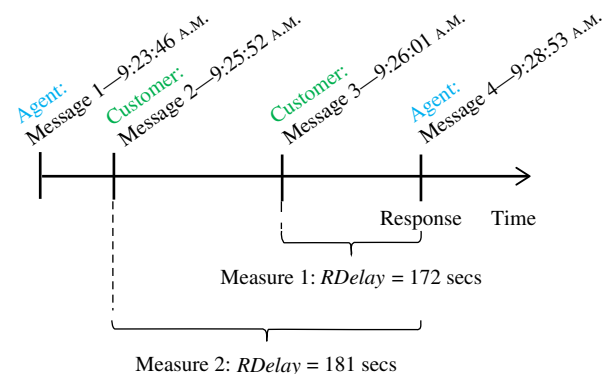 Agent:
Message 1—9:23:46 A.M.
Customer:
Message 2—9:25:52 A.M.
Customer:
Message 3—9:26:01 A.M.
Agent:
Message 4—9:28:53 A.M.
Response Time
Measure 1: RDelay = 172 secs
Measure 2: RDelay = 181 secs